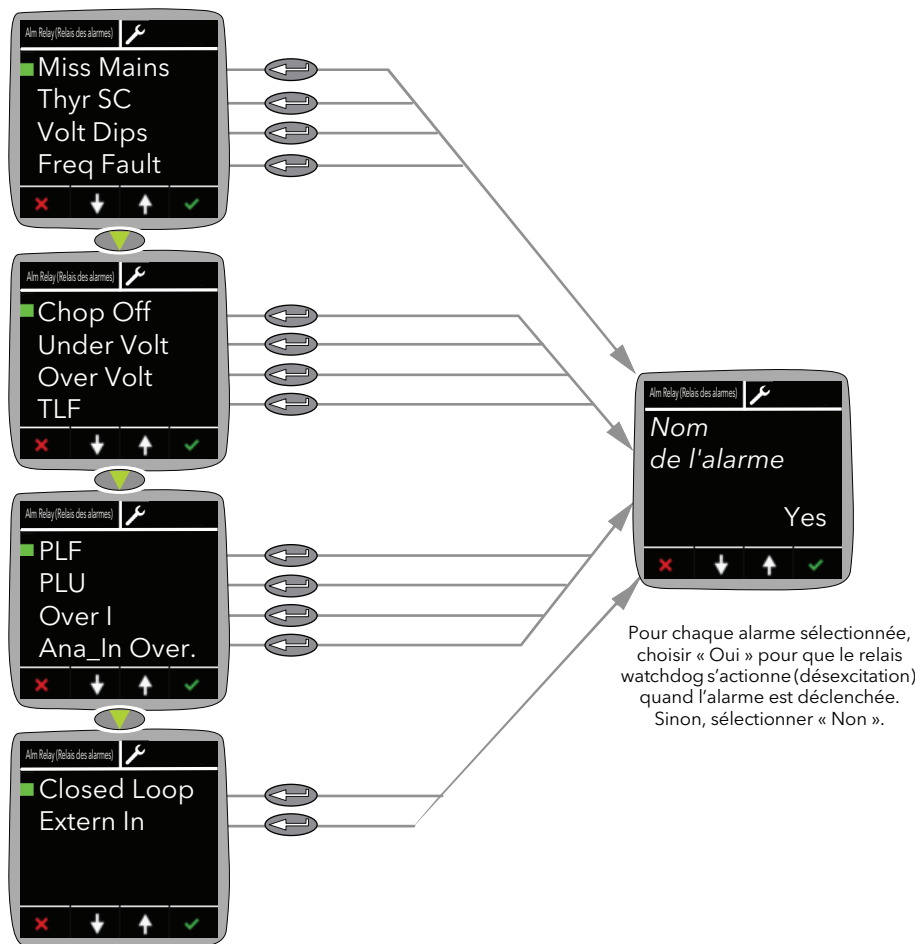 Alm Relay (Relais des alarmes)
Miss Mains
Thyr SC
Volt Dips
Freq Fault
Alm Relay (Relais des alarmes)
Chop Off
Under Volt
Over Volt
TLF
Alm Relay (Relais des alarmes)
PLF
PLU
Over I
Ana_In Over.
Alm Relay (Relais des alarmes)
Closed Loop
Extern In
Alm Relay (Relais des alarmes)
Nom
de l'alarme
Yes
Pour chaque alarme sélectionnée,
choisir « Oui » pour que le relais
watchdog s’actionne (désexcitation)
quand l’alarme est déclenchée.
Sinon, sélectionner « Non ».